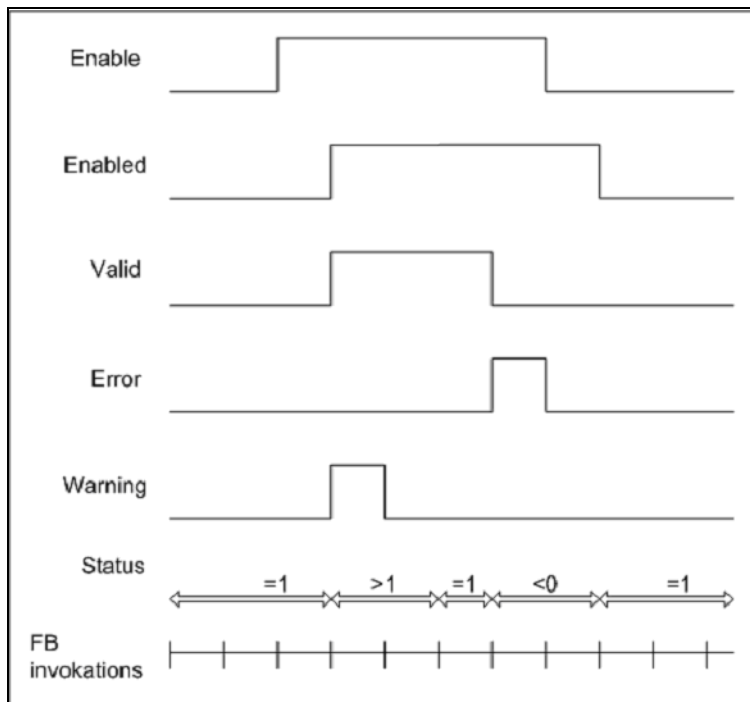 Enable
Enabled
Valid
Error
Warning
Status
=1 >1 =1 <0 =1
FB
invokations